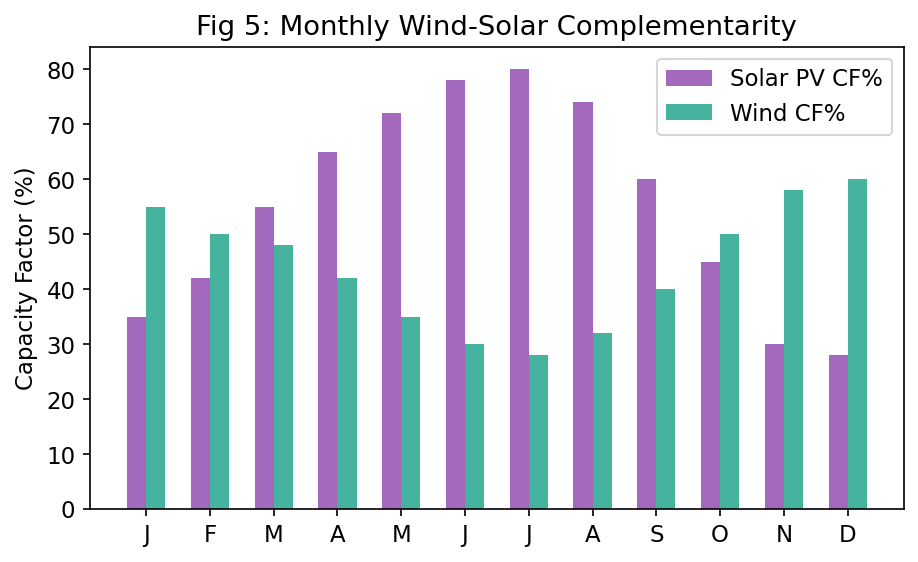 Fig 5: Monthly Wind-Solar Complementarity
Solar PV CF%
Wind CF%
Capacity Factor (%)
80
70
60
50
40
30
20
10
0
J F M A M J J A S O N D